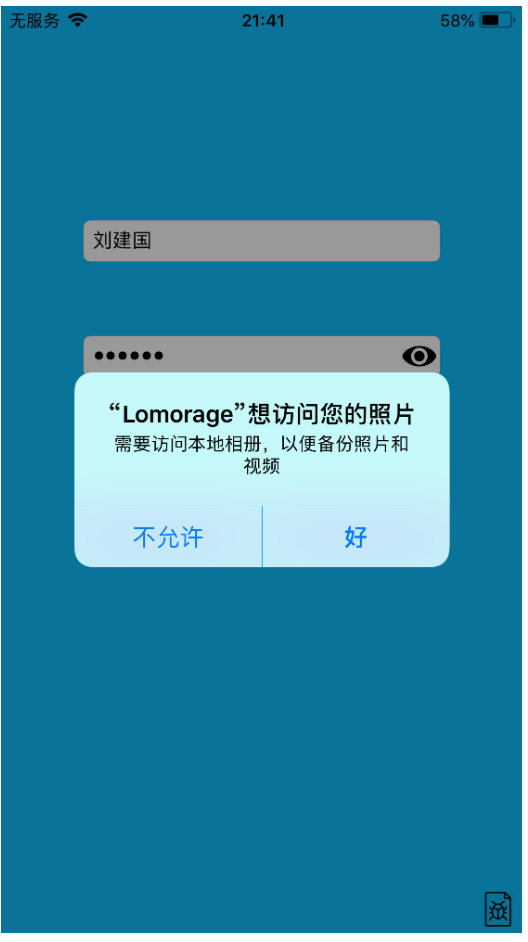 无服务 21:41 58%
刘建国
••••••
“Lomorage”想访问您的照片
需要访问本地相册，以便备份照片和
视频
不允许 好